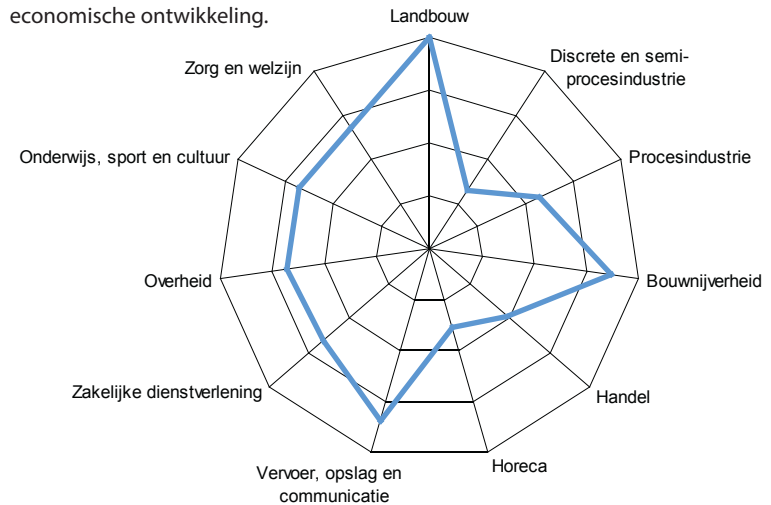 economische ontwikkeling.
Landbouw
Discrete en semi-
procesindustrie
Procesindustrie
Bouwnijverheid
Handel
Horeca
Vervoer, opslag en
communicatie
Zakelijke dienstverlening
Overheid
Onderwijs, sport en cultuur
Zorg en welzijn